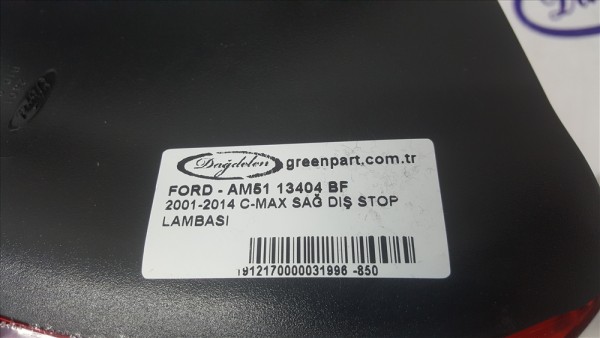 Dağdelen greenpart.com.tr
FORD - AM51 13404 BF
2001-2014 C-MAX SAĞ DIŞ STOP
LAMBASI
1912170000031996 -850